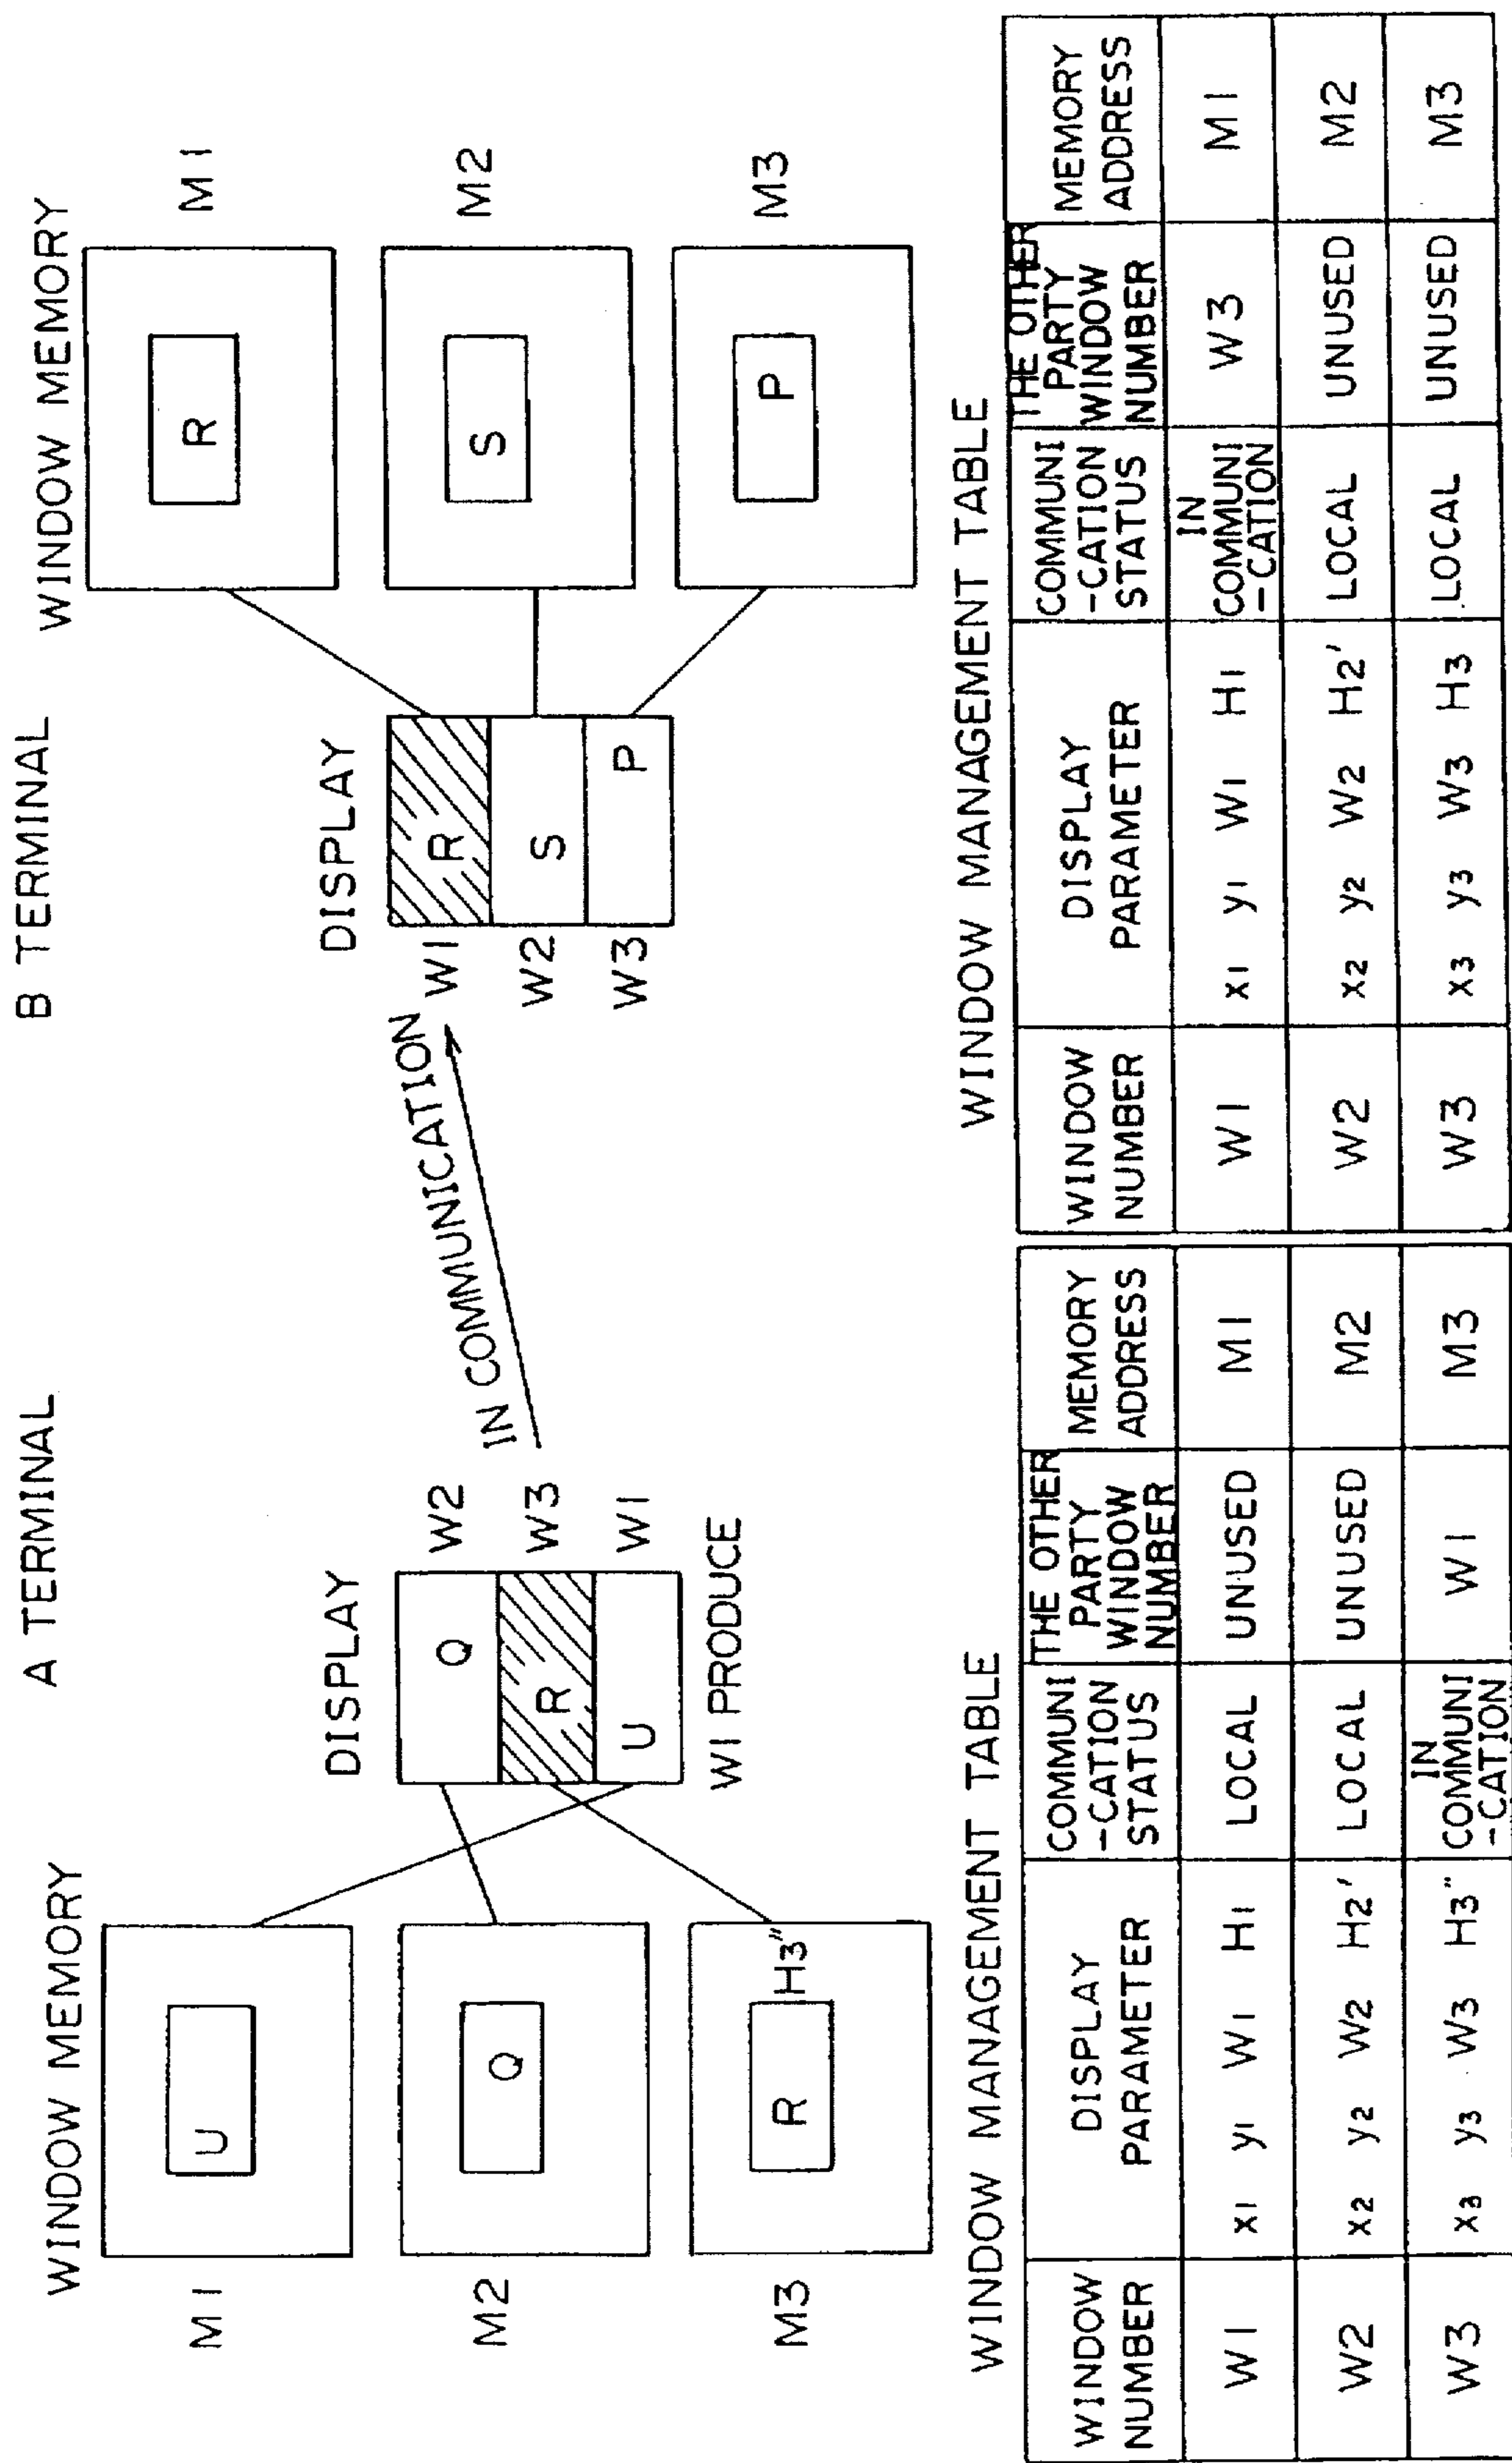 A TERMINAL
WINDOW MEMORY
DISPLAY
M1
U
M2
Q
M3
R
H3"
Q
W2
R
W3
U
W1
W1 PRODUCE
IN COMMUNICATION
B TERMINAL
DISPLAY
WINDOW MEMORY
W1
R
W2
S
W3
P
R
M1
S
M2
P
M3
WINDOW MANAGEMENT TABLE
WINDOW NUMBER
DISPLAY PARAMETER
COMMUNI -CATION STATUS
THE OTHER PARTY WINDOW NUMBER
MEMORY ADDRESS
W1 x1 y1 W1 H1 LOCAL UNUSED M1
W2 x2 y2 W2 H2' LOCAL UNUSED M2
W3 x3 y3 W3 H3" IN COMMUNI -CATION W1 M3
WINDOW MANAGEMENT TABLE
WINDOW NUMBER
DISPLAY PARAMETER
COMMUNI -CATION STATUS
THE OTHER PARTY WINDOW NUMBER
MEMORY ADDRESS
W1 x1 y1 W1 H1 IN COMMUNI -CATION W3 M1
W2 x2 y2 W2 H2' LOCAL UNUSED M2
W3 x3 y3 W3 H3 LOCAL UNUSED M3